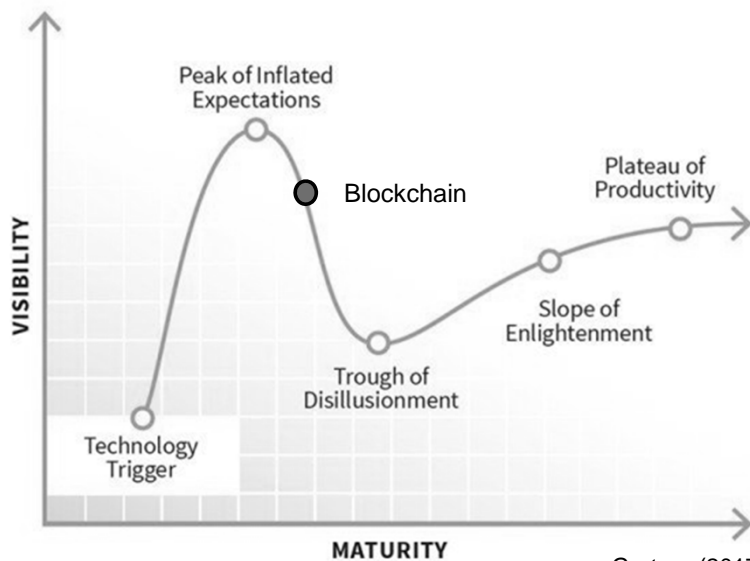 Peak of Inflated
Expectations
Blockchain
Plateau of
Productivity
VISIBILITY
Slope of
Enlightenment
Trough of
Disillusionment
Technology
Trigger
MATURITY